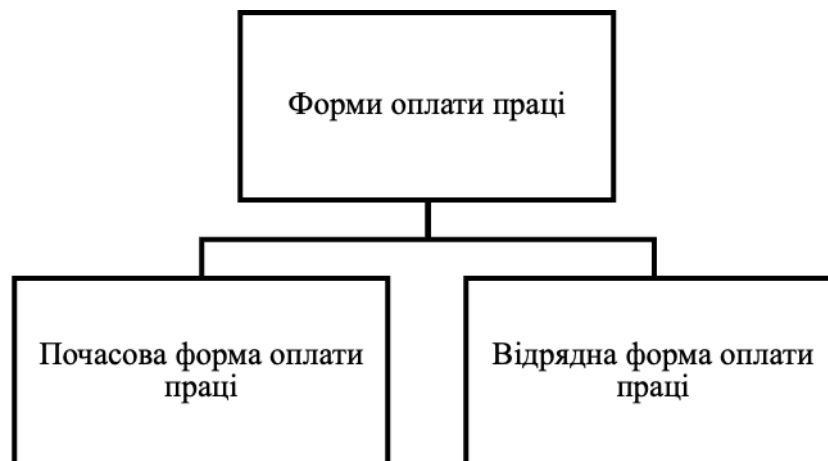 Форми оплати праці
Почасова форма оплати
праці
Відрядна форма оплати
праці